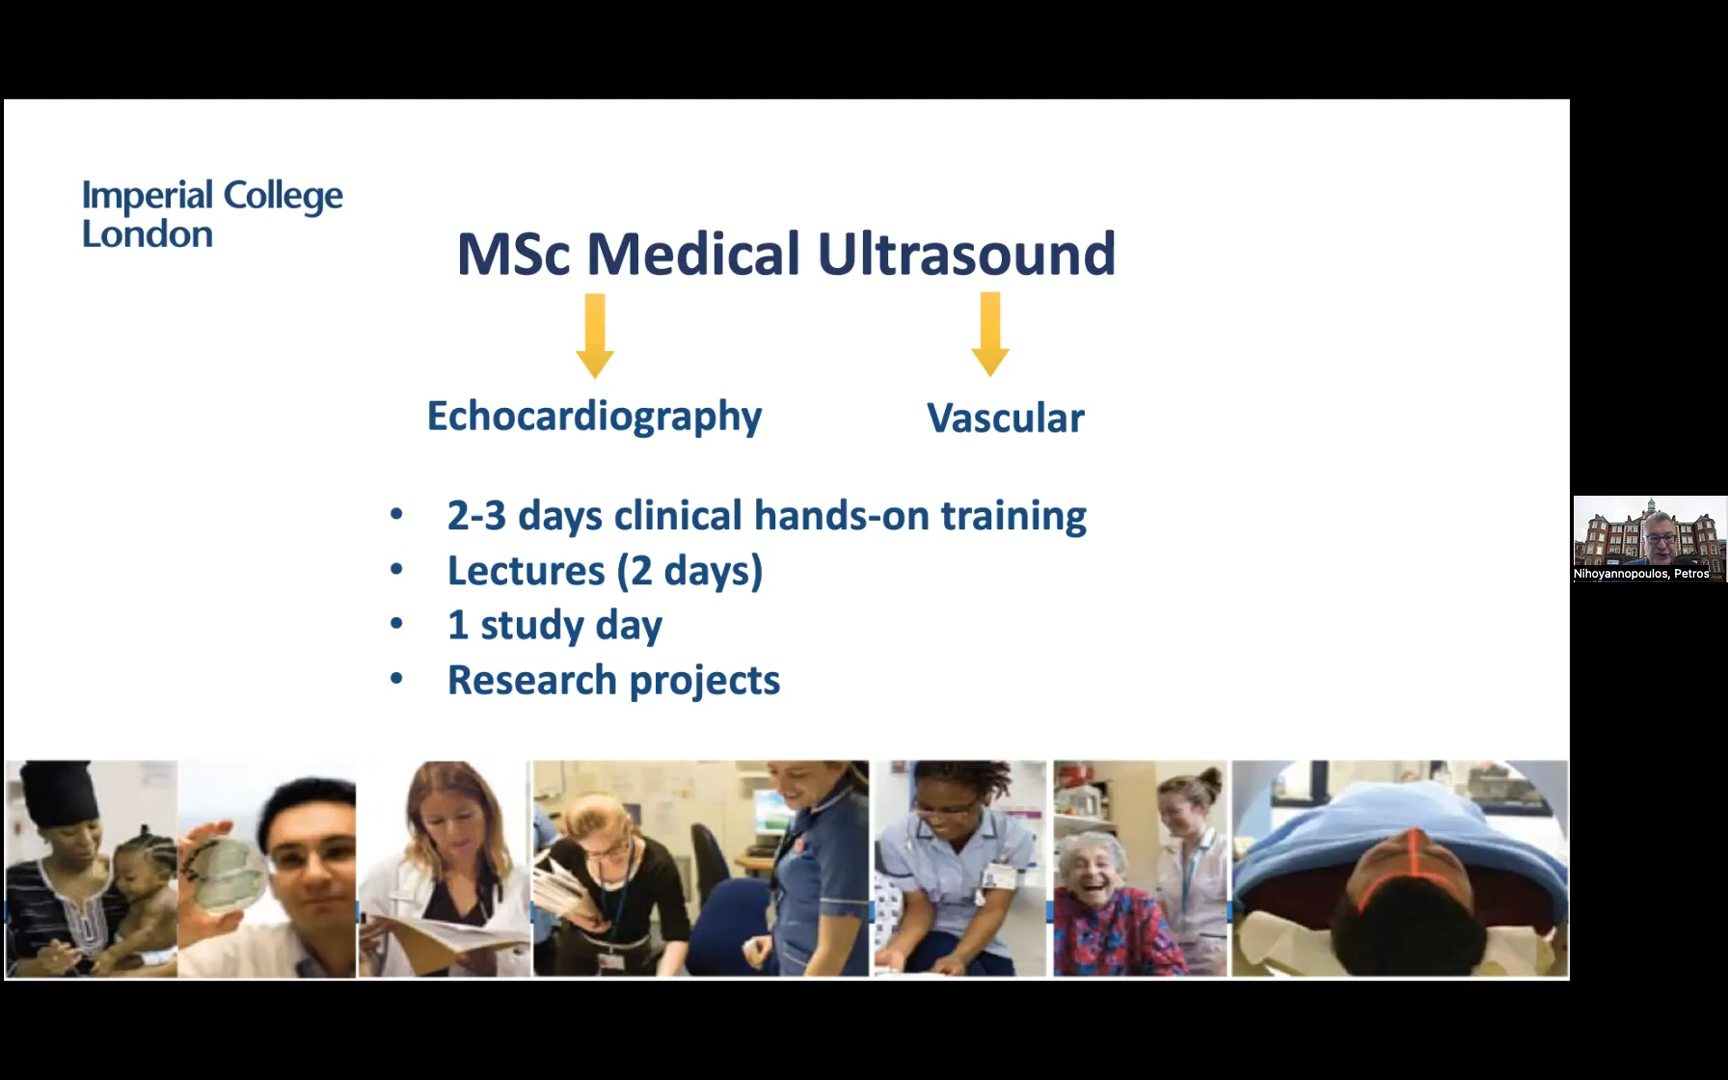 Imperial College
London
MSc Medical Ultrasound
Echocardiography
Vascular
• 2-3 days clinical hands-on training
• Lectures (2 days)
• 1 study day
• Research projects
Nihoyannopoulos, Petros